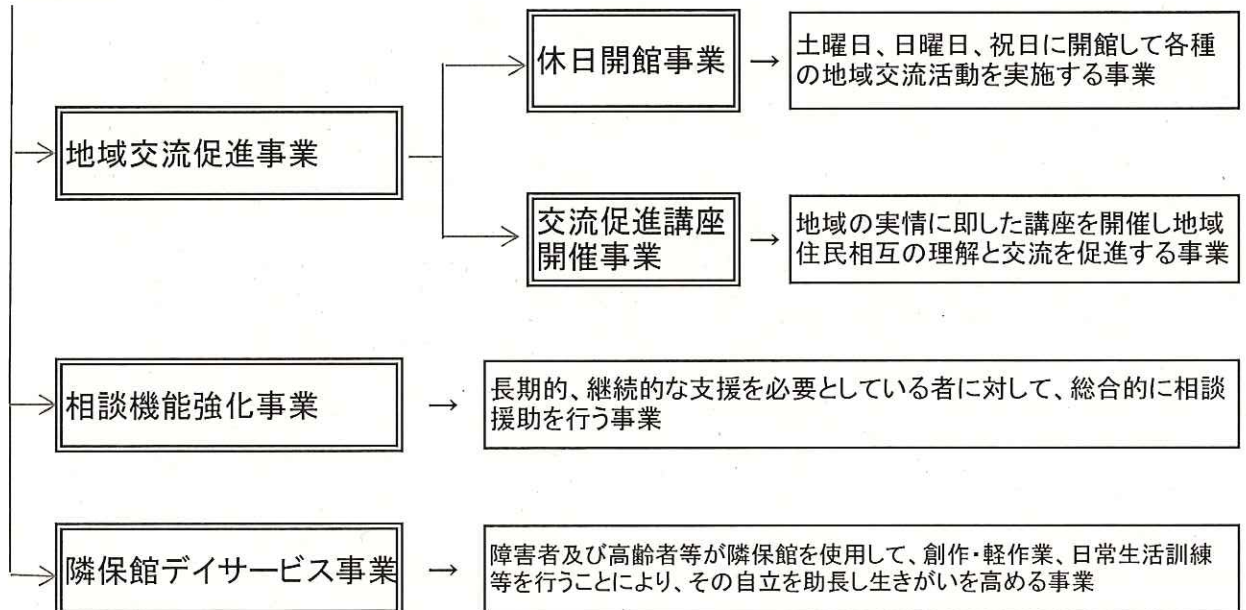 地域交流促進事業
休日開館事業
土曜日、日曜日、祝日に開館して各種
の地域交流活動を実施する事業
交流促進講座
開催事業
地域の実情に即した講座を開催し地域
住民相互の理解と交流を促進する事業
相談機能強化事業
長期的、継続的な支援を必要としている者に対して、総合的に相談
援助を行う事業
隣保館デイサービス事業
障害者及び高齢者等が隣保館を使用して、創作・軽作業、日常生活訓練
等を行うことにより、その自立を助長し生きがいを高める事業